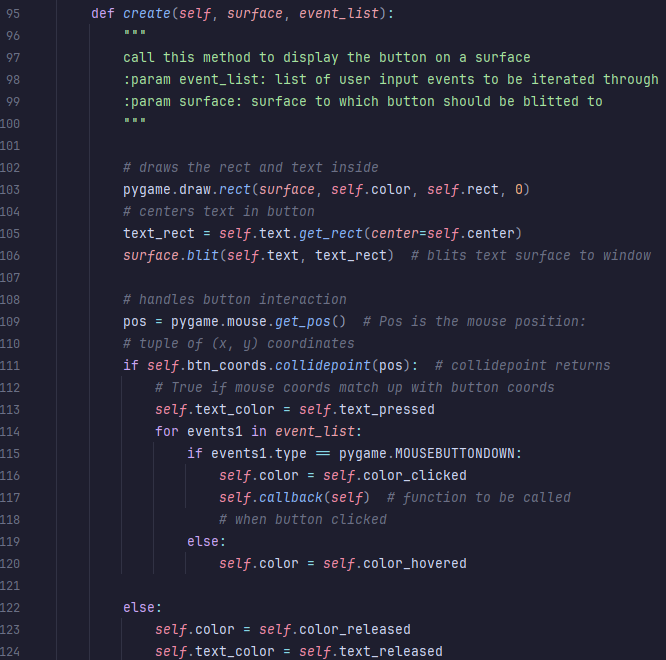 95 def create(self, surface, event_list):
96 """
97 call this method to display the button on a surface
98 :param event_list: list of user input events to be iterated through
99 :param surface: surface to which button should be blitted to
100 """
101
102 # draws the rect and text inside
103 pygame.draw.rect(surface, self.color, self.rect, 0)
104 # centers text in button
105 text_rect = self.text.get_rect(center=self.center)
106 surface.blit(self.text, text_rect)  # blits text surface to window
107
108 # handles button interaction
109 pos = pygame.mouse.get_pos()  # Pos is the mouse position:
110 # tuple of (x, y) coordinates
111 if self.btn_coords.collidepoint(pos):  # collidepoint returns
112 # True if mouse coords match up with button coords
113 self.text_color = self.text_pressed
114 for events1 in event_list:
115 if events1.type == pygame.MOUSEBUTTONDOWN:
116 self.color = self.color_clicked
117 self.callback(self)  # function to be called
118 # when button clicked
119 else:
120 self.color = self.color_hovered
121
122 else:
123 self.color = self.color_released
124 self.text_color = self.text_released